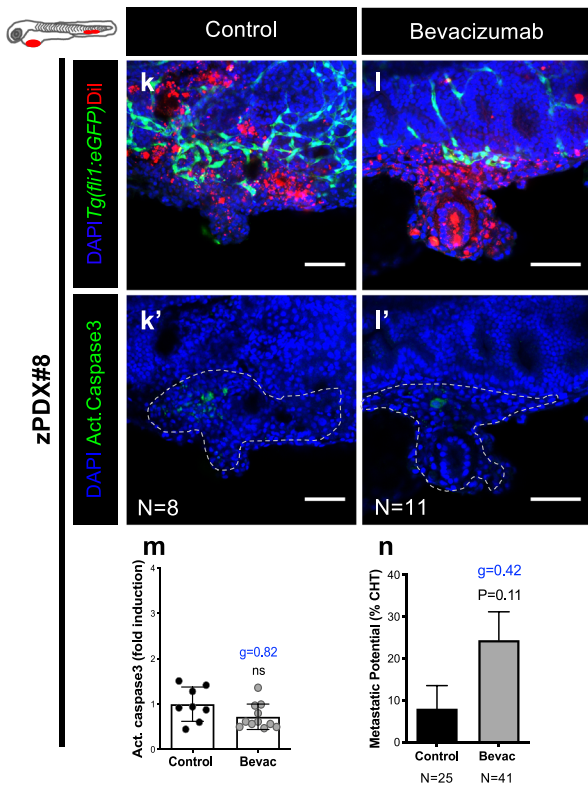 Control
Bevacizumab
zPDX#8
DAPI Tg(fli1:eGFP) DiI
k
l
DAPI Act.Caspase3
k'
N=8
l'
N=11
m
Act. caspase3 (fold induction)
4
3
2
1
0
g=0.82
ns
Control
Bevac
n
Metastatic Potential (% CHT)
40
30
20
10
0
g=0.42
P=0.11
Control
Bevac
N=25
N=41